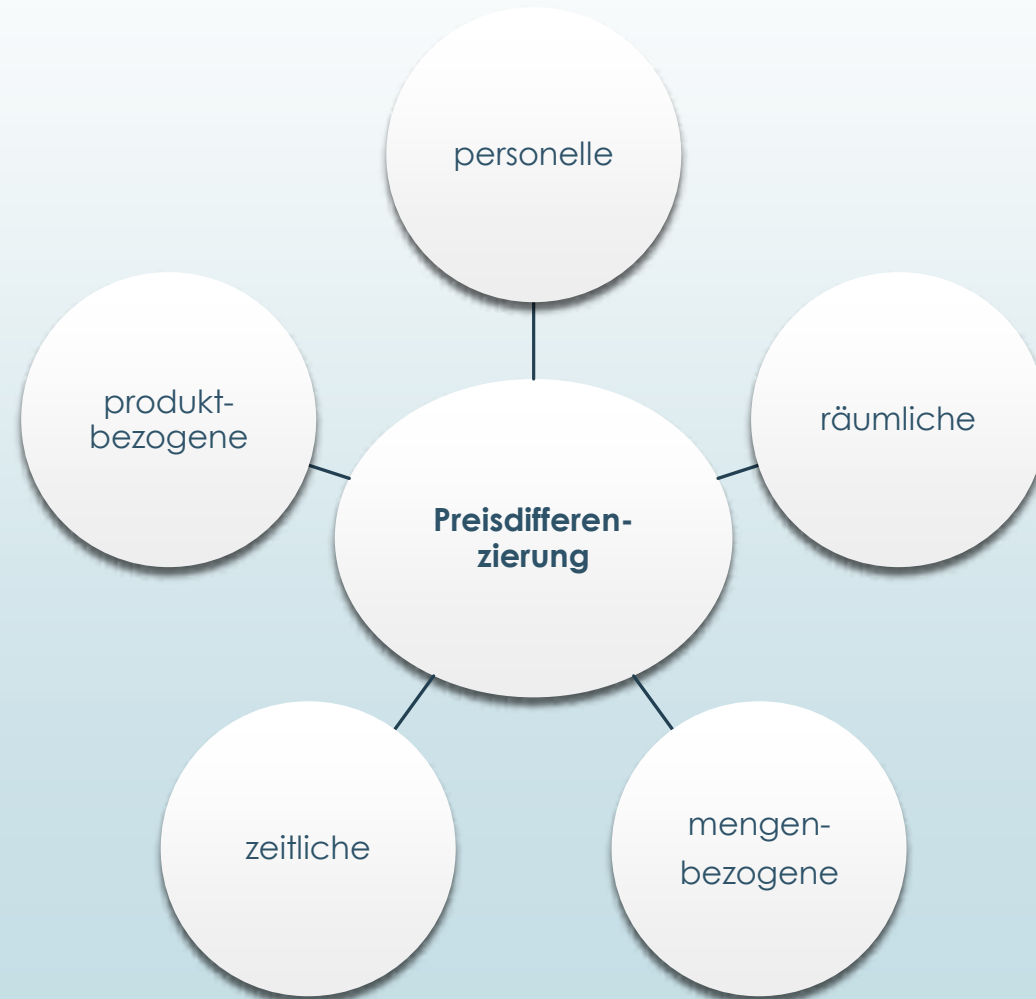 personelle
produkt-
bezogene
räumliche
Preisdifferen-
zierung
zeitliche
mengen-
bezogene